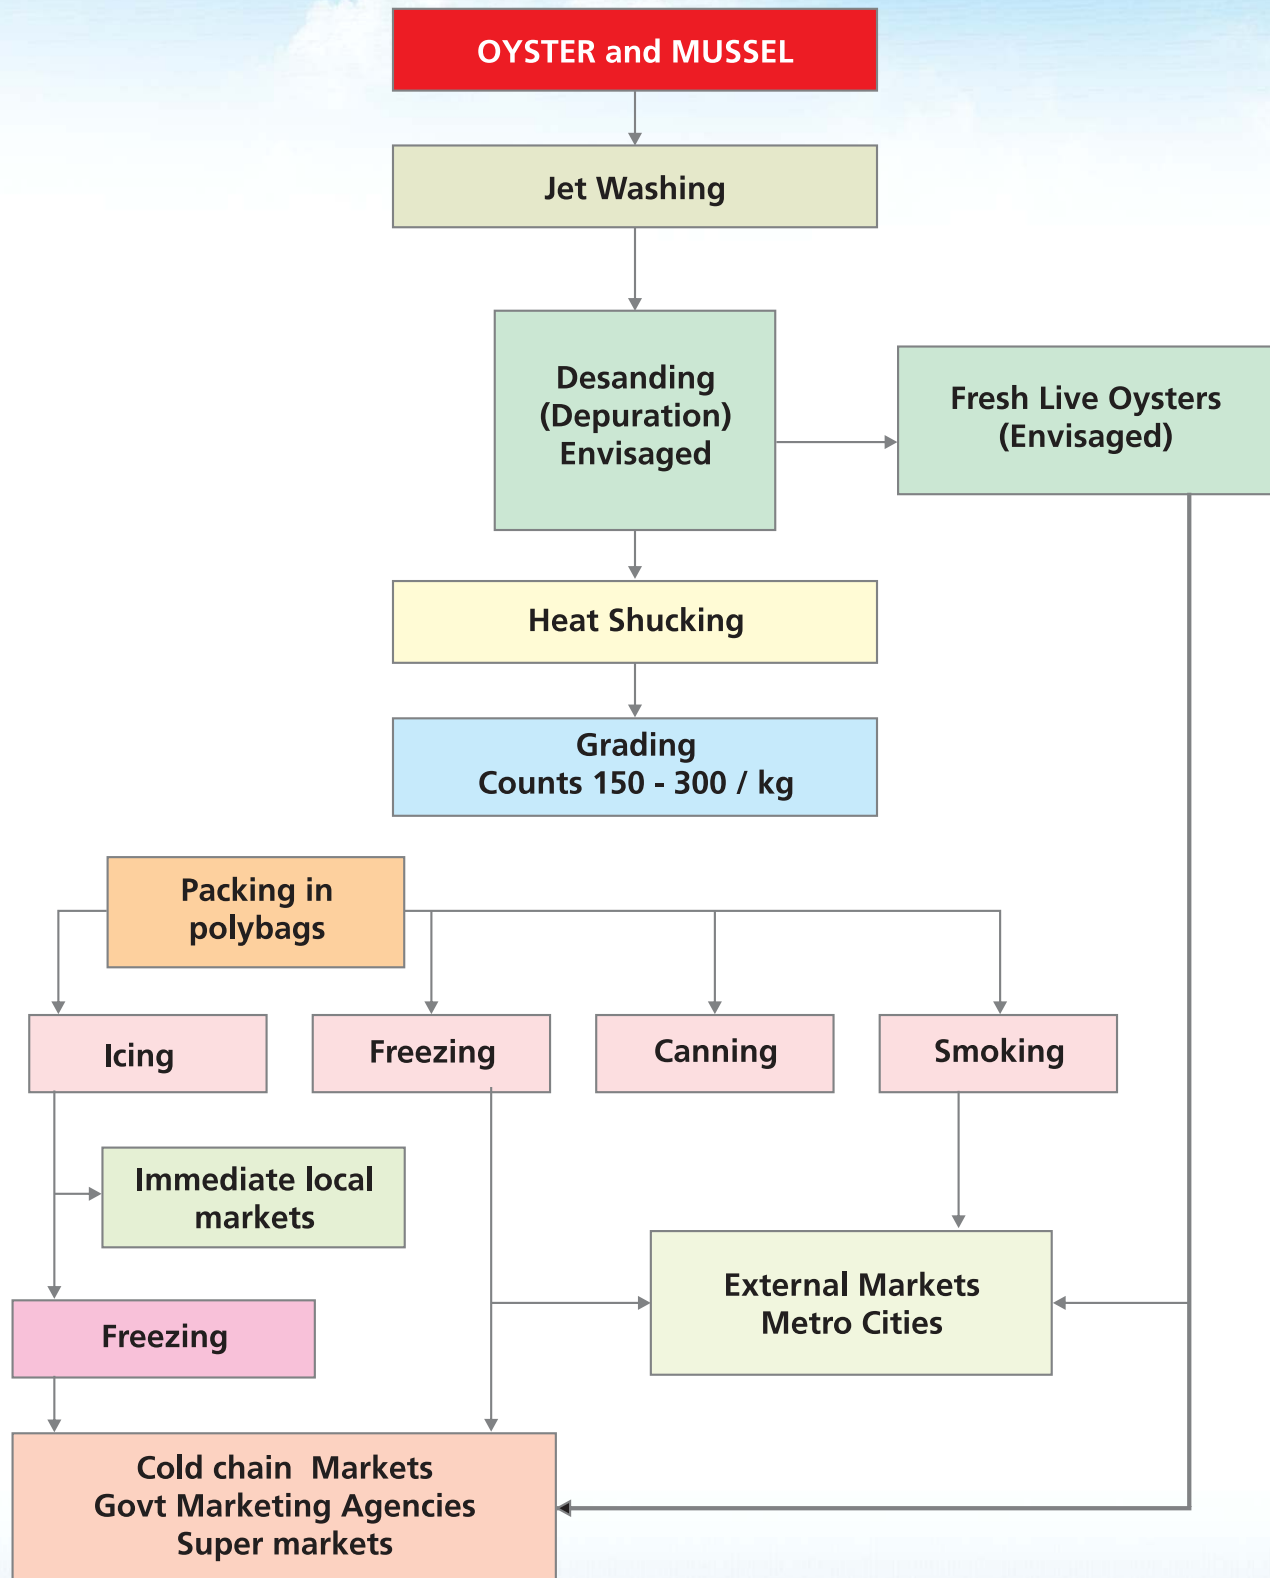 OYSTER and MUSSEL
Jet Washing
Desanding
(Depuration)
Envisaged
Fresh Live Oysters
(Envisaged)
Heat Shucking
Grading
Counts 150 - 300 / kg
Packing in
polybags
Icing
Freezing
Canning
Smoking
Immediate local
markets
External Markets
Metro Cities
Freezing
Cold chain  Markets
Govt Marketing Agencies
Super markets